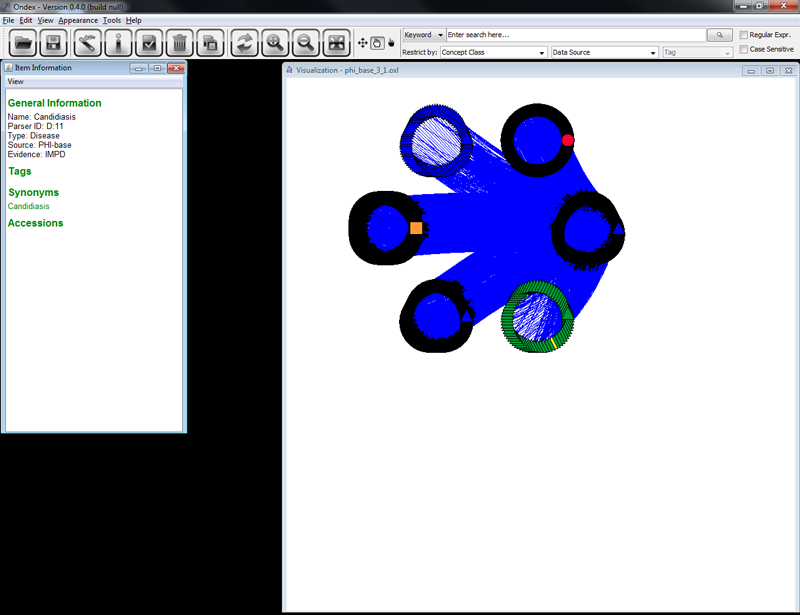 Ondex - Version 0.4.0 (build null)
File Edit View Appearance Tools Help
Keyword Enter search here... Regular Expr.
Restrict by: Concept Class Data Source Tag Case Sensitive
Item Information
View
General Information
Name: Candidiasis
Parser ID: D:11
Type: Disease
Source: PHI-base
Evidence: IMPD
Tags
Synonyms
Candidiasis
Accessions
Visualization - phi_base_3_1.oxl